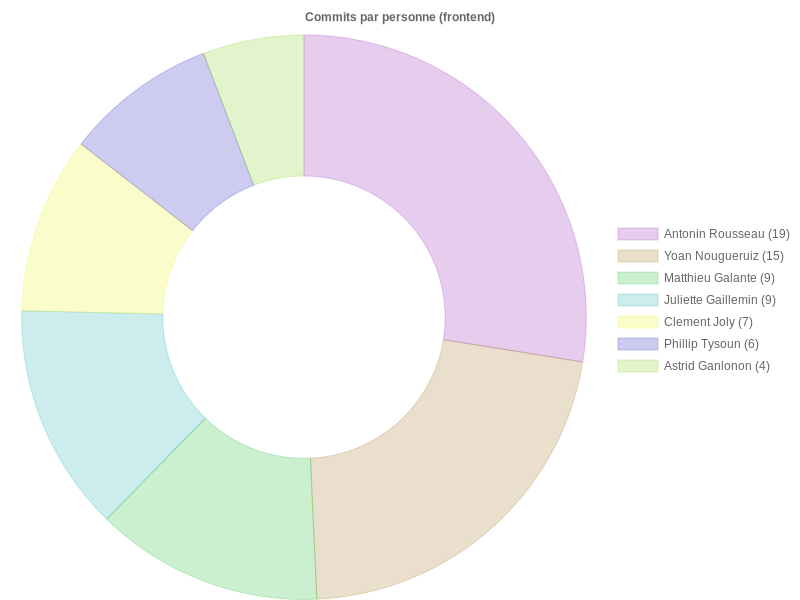 Commits par personne (frontend)
Antonin Rousseau (19)
Yoan Nougueruiz (15)
Matthieu Galante (9)
Juliette Gaillemin (9)
Clement Joly (7)
Phillip Tysoun (6)
Astrid Ganlonon (4)